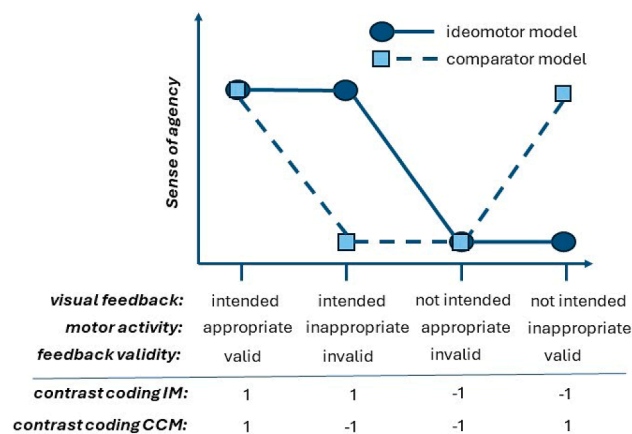 ideomotor model
comparator model
Sense of agency
visual feedback: intended intended not intended not intended
motor activity: appropriate inappropriate appropriate inappropriate
feedback validity: valid invalid invalid valid
contrast coding IM: 1 1 -1 -1
contrast coding CCM: 1 -1 -1 1